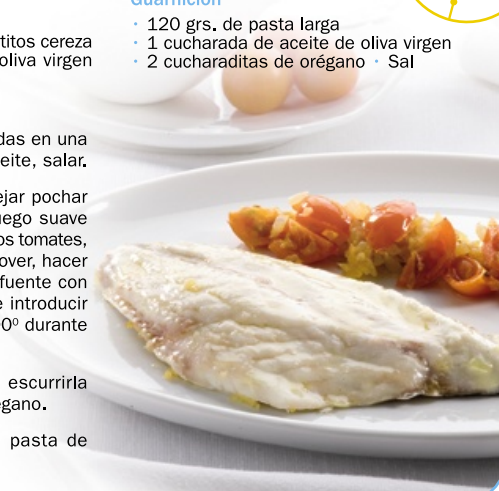 titos cereza
oliva virgen
Guarnición
· 120 grs. de pasta larga
· 1 cucharada de aceite de oliva virgen
· 2 cucharaditas de orégano · Sal
das en una
eite, salar.
ejar pochar
uego suave
os tomates,
over, hacer
fuente con
e introducir
0º durante
escurrirla
égano.
pasta de